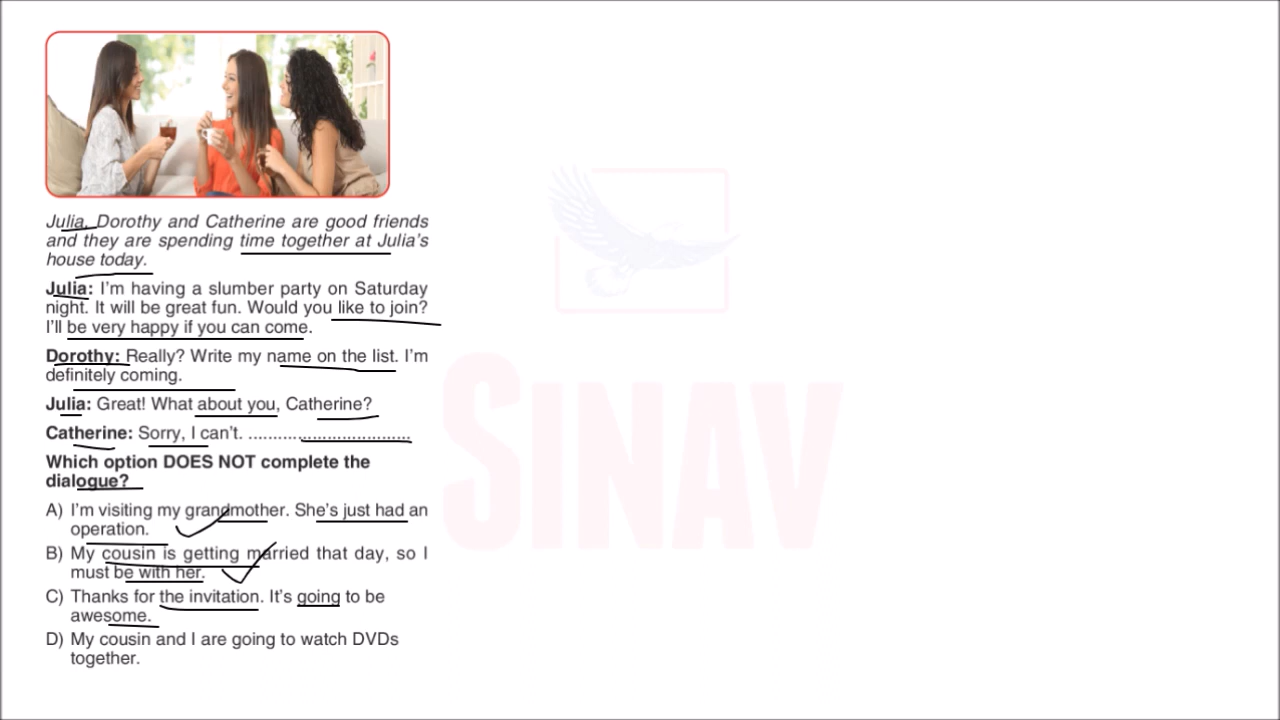 Julia, Dorothy and Catherine are good friends
and they are spending time together at Julia's
house today.
Julia: I'm having a slumber party on Saturday
night. It will be great fun. Would you like to join?
I'll be very happy if you can come.
Dorothy: Really? Write my name on the list. I'm
definitely coming.
Julia: Great! What about you, Catherine?
Catherine: Sorry, I can't. ................................
Which option DOES NOT complete the
dialogue?
A) I'm visiting my grandmother. She's just had an
operation.
B) My cousin is getting married that day, so I
must be with her.
C) Thanks for the invitation. It's going to be
awesome.
D) My cousin and I are going to watch DVDs
together.
SINAV